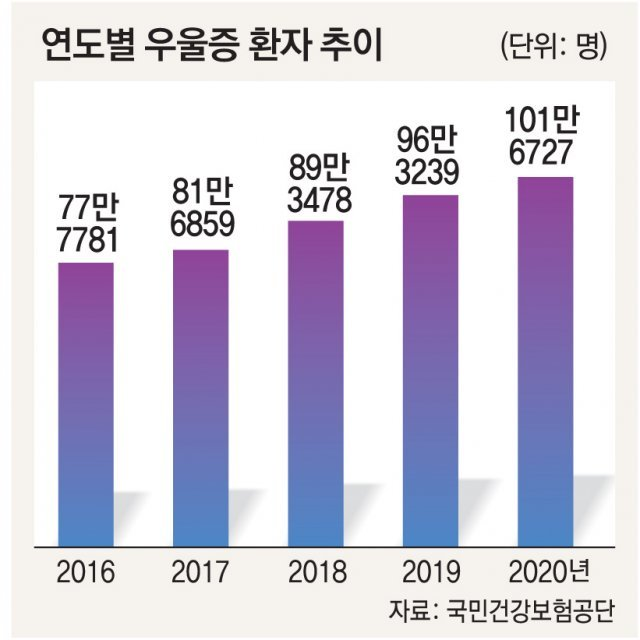 연도별 우울증 환자 추이
(단위: 명)
77만
7781
81만
6859
89만
3478
96만
3239
101만
6727
2016
2017
2018
2019
2020년
자료: 국민건강보험공단